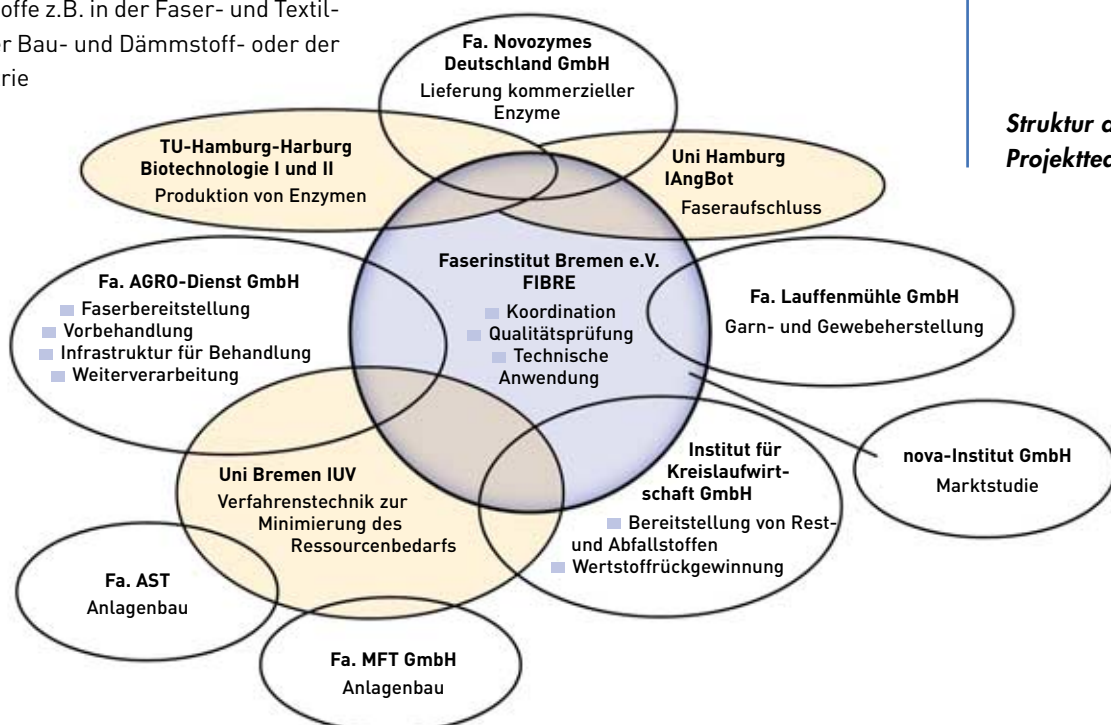 offe z.B. in der Faser- und Textil-
er Bau- und Dämmstoff- oder der
rie
Struktur d
Projekttea
Fa. Novozymes
Deutschland GmbH
Lieferung kommerzieller
Enzyme
TU-Hamburg-Harburg
Biotechnologie I und II
Produktion von Enzymen
Uni Hamburg
IAngBot
Faseraufschluss
Fa. AGRO-Dienst GmbH
Faserbereitstellung
Vorbehandlung
Infrastruktur für Behandlung
Weiterverarbeitung
Faserinstitut Bremen e.V.
FIBRE
Koordination
Qualitätsprüfung
Technische
Anwendung
Fa. Lauffenmühle GmbH
Garn- und Gewebeherstellung
nova-Institut GmbH
Marktstudie
Institut für
Kreislaufwirt-
schaft GmbH
Bereitstellung von Rest-
und Abfallstoffen
Wertstoffrückgewinnung
Uni Bremen IUV
Verfahrenstechnik zur
Minimierung des
Ressourcenbedarfs
Fa. AST
Anlagenbau
Fa. MFT GmbH
Anlagenbau